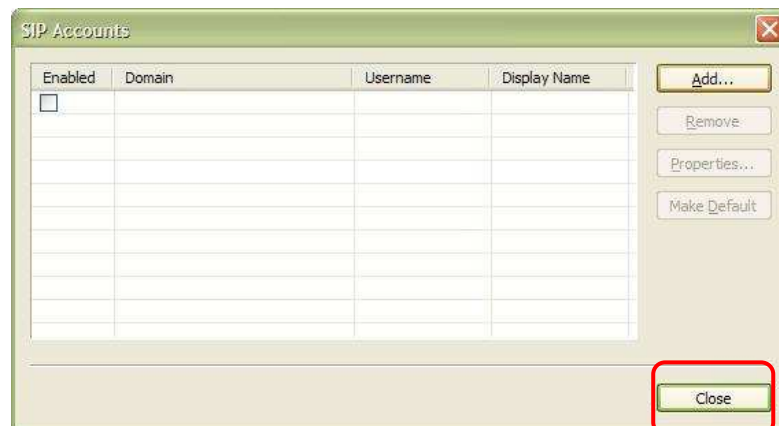 SIP Accounts
Enabled Domain Username Display Name
Add...
Remove
Properties...
Make Default
Close